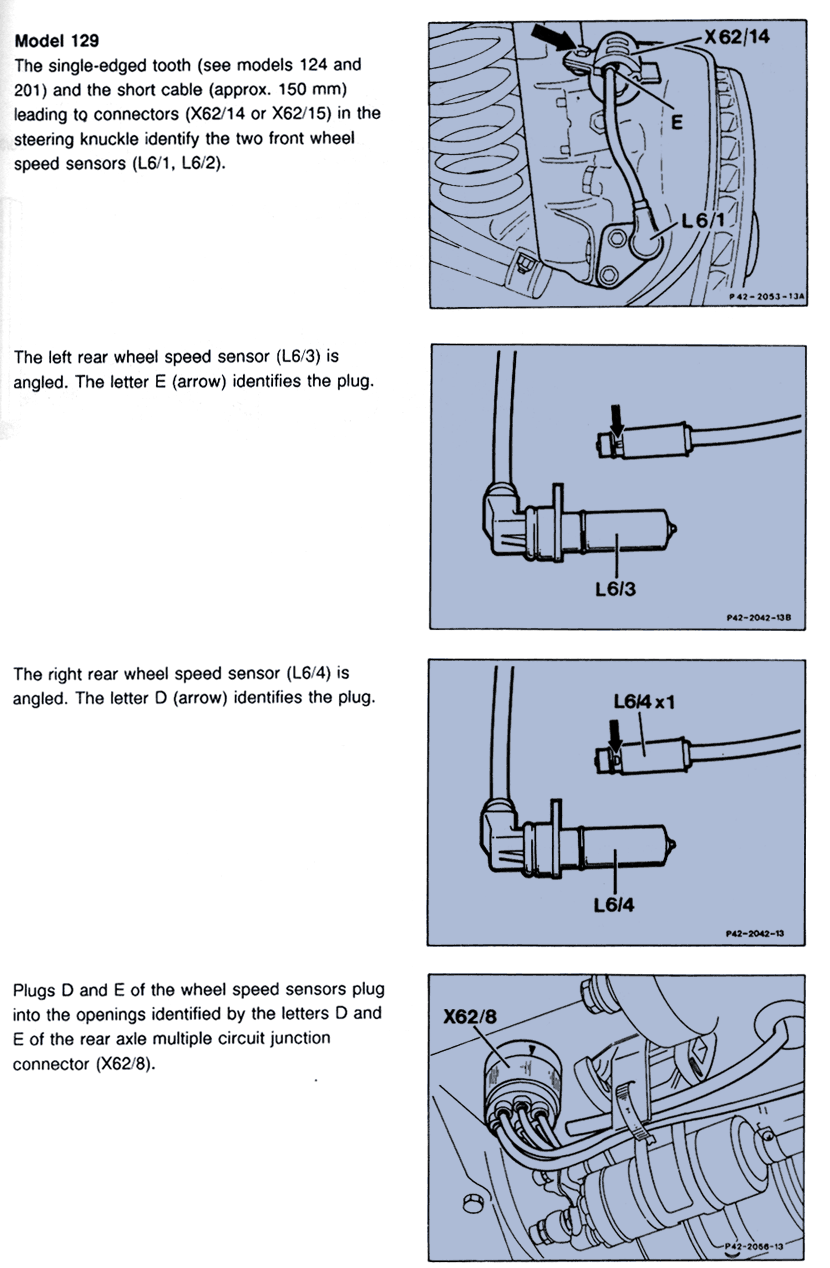 Model 129
The single-edged tooth (see models 124 and
201) and the short cable (approx. 150 mm)
leading to connectors (X62/14 or X62/15) in the
steering knuckle identify the two front wheel
speed sensors (L6/1, L6/2).
X62/14
E
L6/1
P42-2053-13A
The left rear wheel speed sensor (L6/3) is
angled. The letter E (arrow) identifies the plug.
L6/3
P42-2042-13B
The right rear wheel speed sensor (L6/4) is
angled. The letter D (arrow) identifies the plug.
L6/4x1
L6/4
P42-2042-13
Plugs D and E of the wheel speed sensors plug
into the openings identified by the letters D and
E of the rear axle multiple circuit junction
connector (X62/8).
X62/8
P42-2056-13